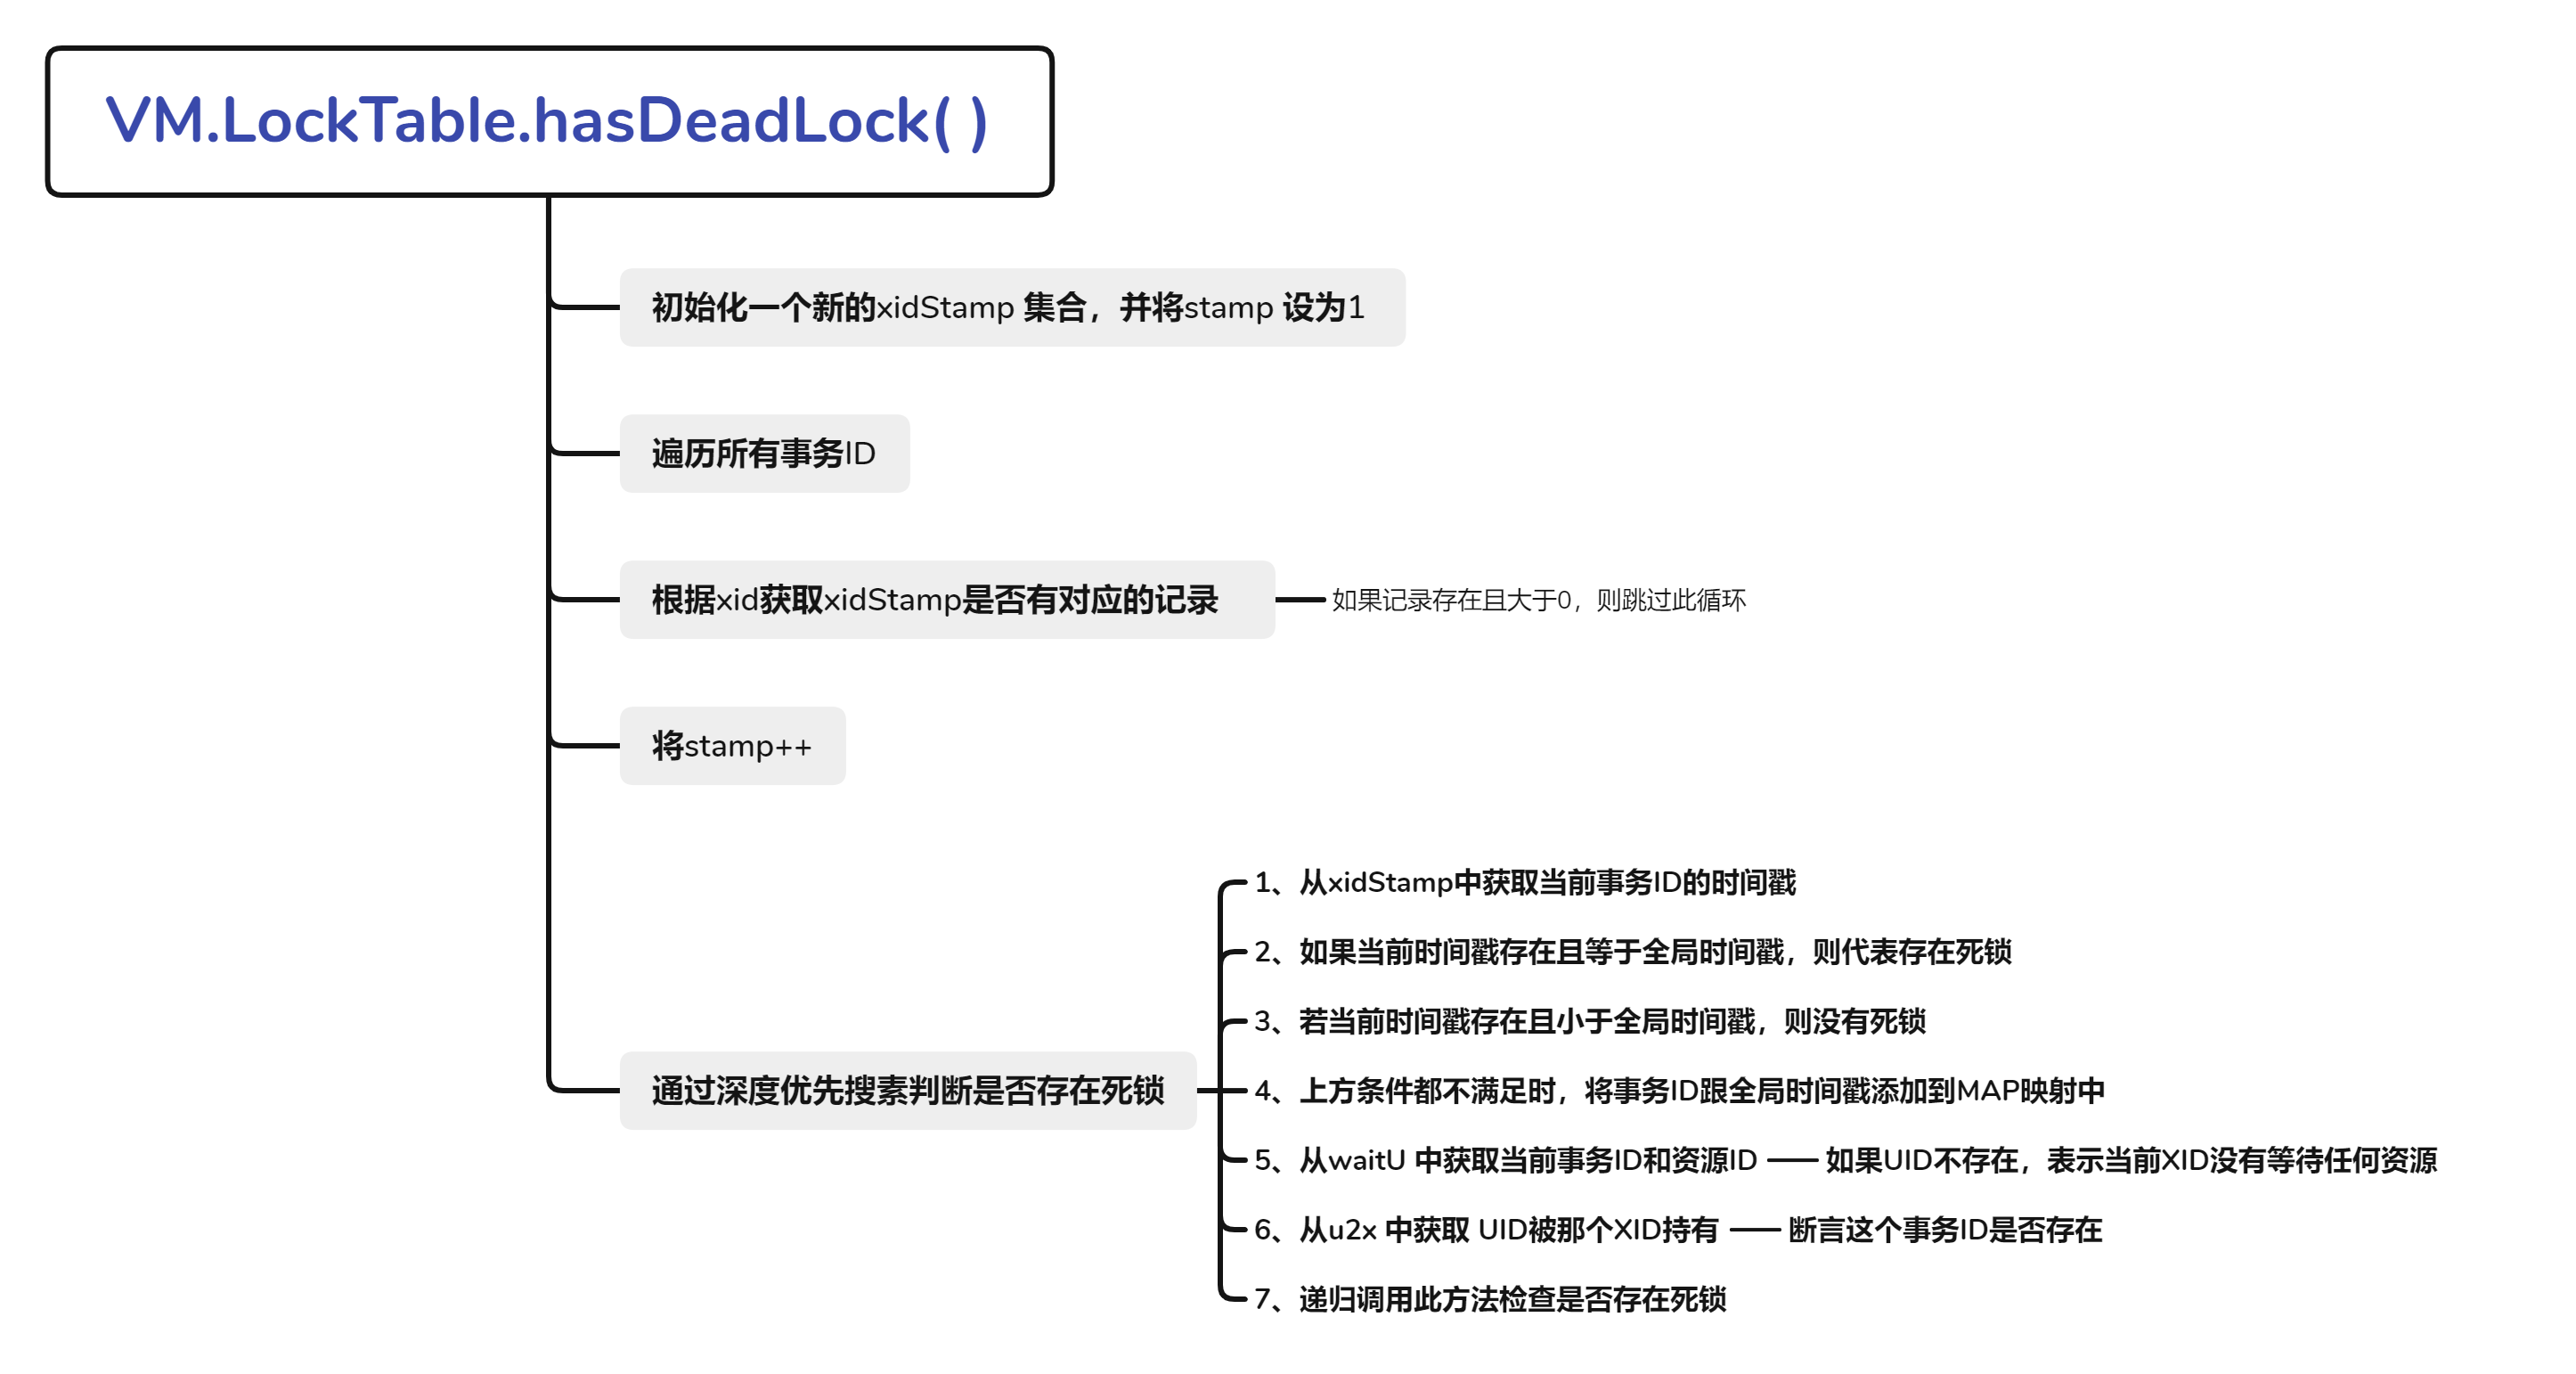 VM.LockTable.hasDeadLock( )
初始化一个新的xidStamp 集合，并将stamp 设为1
遍历所有事务ID
根据xid获取xidStamp是否有对应的记录
如果记录存在且大于0，则跳过此循环
将stamp++
通过深度优先搜素判断是否存在死锁
1、从xidStamp中获取当前事务ID的时间戳
2、如果当前时间戳存在且等于全局时间戳，则代表存在死锁
3、若当前时间戳存在且小于全局时间戳，则没有死锁
4、上方条件都不满足时，将事务ID跟全局时间戳添加到MAP映射中
5、从waitU 中获取当前事务ID和资源ID
如果UID不存在，表示当前XID没有等待任何资源
6、从u2x 中获取 UID被那个XID持有
断言这个事务ID是否存在
7、递归调用此方法检查是否存在死锁